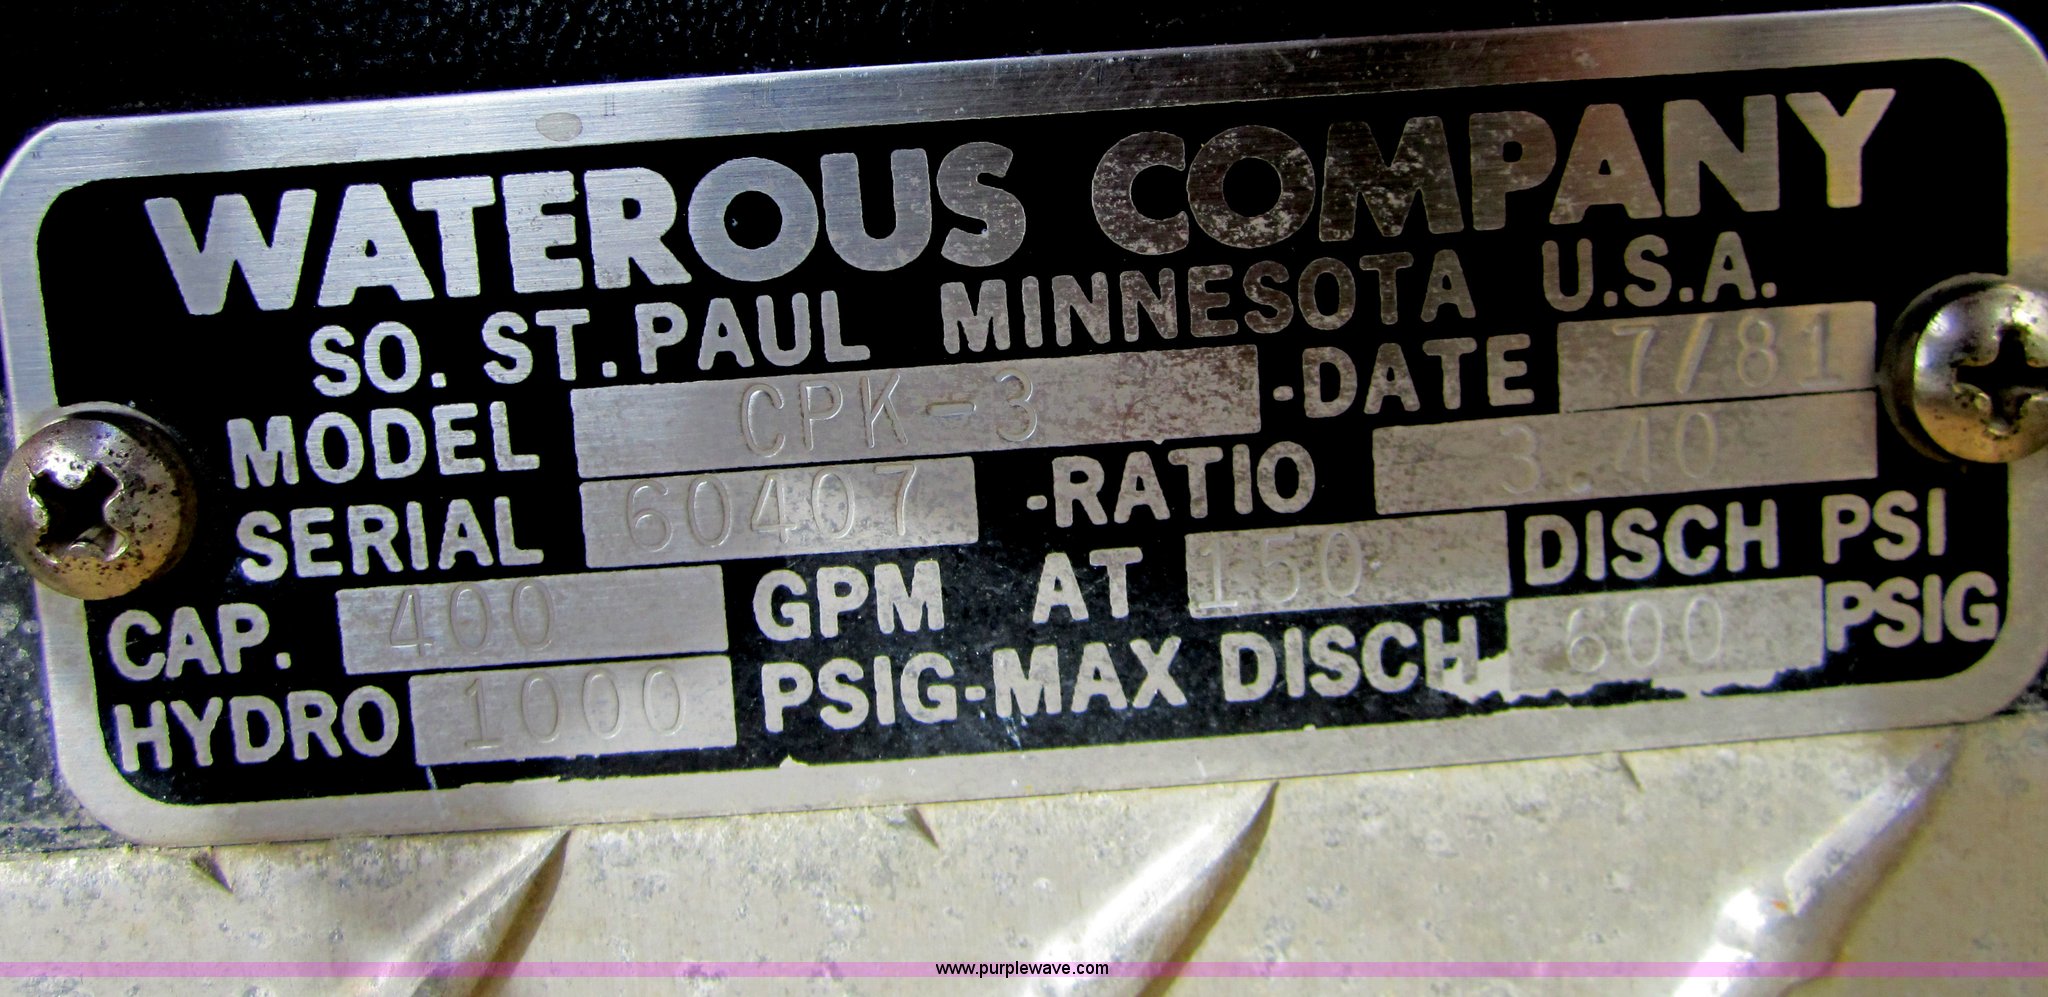 WATEROUS COMPANY
SO. ST. PAUL MINNESOTA U.S.A.
MODEL CPK-3 -DATE 7/81
SERIAL 60407 -RATIO 3.40
CAP. 400 GPM AT 150 DISCH PSI
HYDRO 1000 PSIG-MAX DISCH 600 PSIG
www.purplewave.com